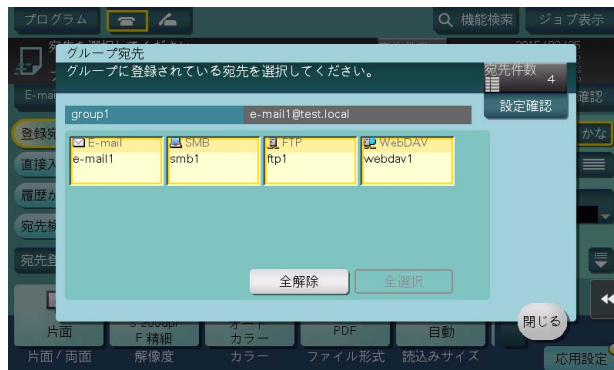 プログラム
機能検索
ジョブ表示
グループ宛先
グループに登録されている宛先を選択してください。
宛先件数
4
設定確認
group1
e-mail1@test.local
E-mail
SMB
FTP
WebDAV
e-mail1
smb1
ftp1
webdav1
登録宛
かな
直接入
履歴か
宛先検
宛先登
全解除
全選択
閉じる
片面
F 精細
カラー
PDF
自動
片面/両面
解像度
カラー
ファイル形式
読込みサイズ
応用設定